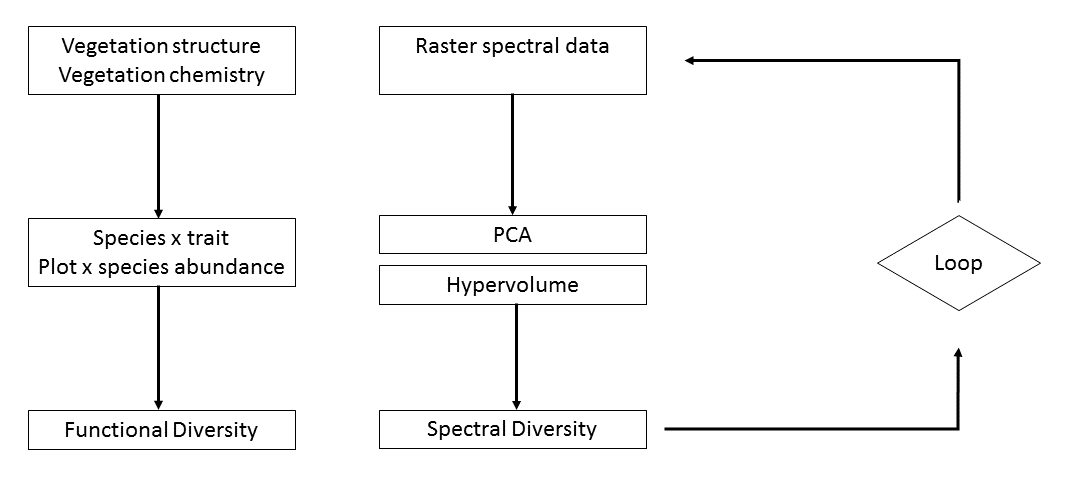 Vegetation structure
Vegetation chemistry
Species x trait
Plot x species abundance
Functional Diversity
Raster spectral data
PCA
Hypervolume
Spectral Diversity
Loop